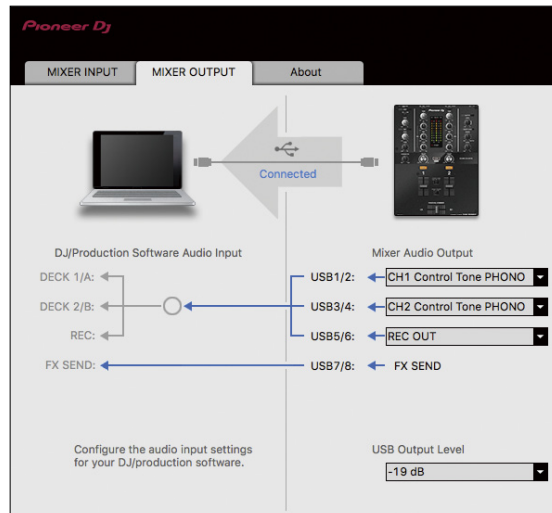 Pioneer Dj
MIXER INPUT
MIXER OUTPUT
About
Connected
DJ/Production Software Audio Input
Mixer Audio Output
DECK 1/A:
USB1/2:
CH1 Control Tone PHONO
DECK 2/B:
USB3/4:
CH2 Control Tone PHONO
REC:
USB5/6:
REC OUT
FX SEND:
USB7/8:
FX SEND
Configure the audio input settings
for your DJ/production software.
USB Output Level
-19 dB